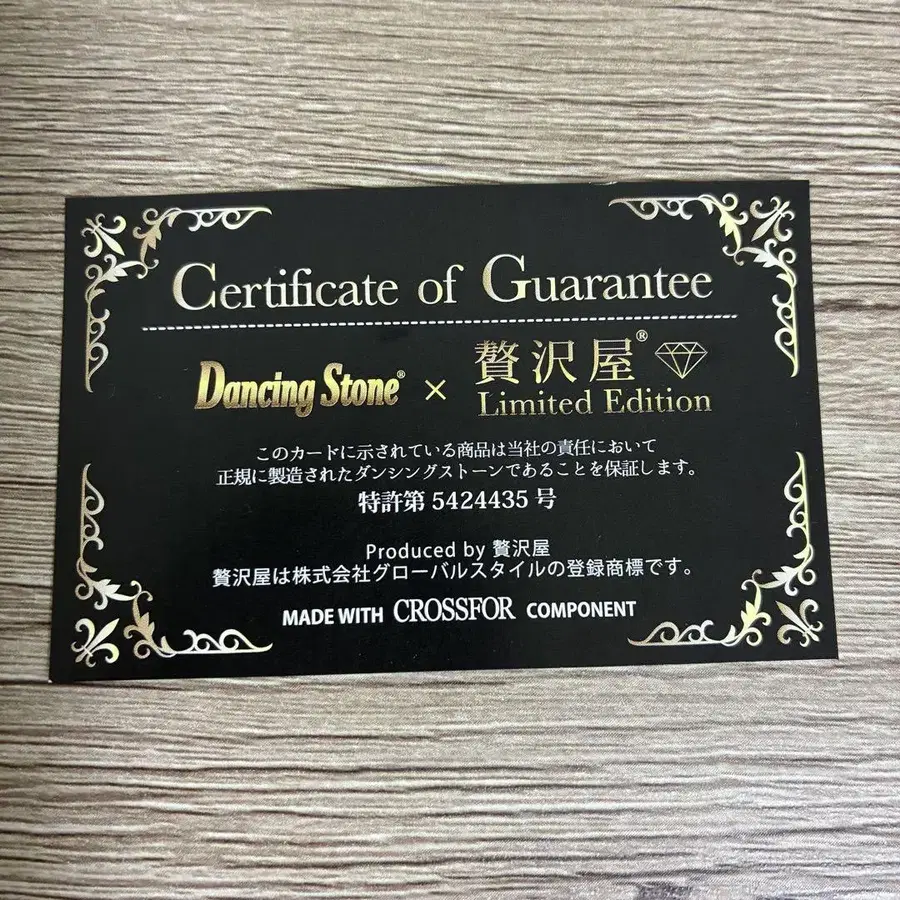 Certificate of Guarantee
Dancing Stone® × 贅沢屋®
Limited Edition
このカードに示されている商品は当社の責任において
正規に製造されたダンシングストーンであることを保証します。
特許第 5424435 号
Produced by 贅沢屋
贅沢屋は株式会社グローバルスタイルの登録商標です。
MADE WITH CROSSFOR COMPONENT